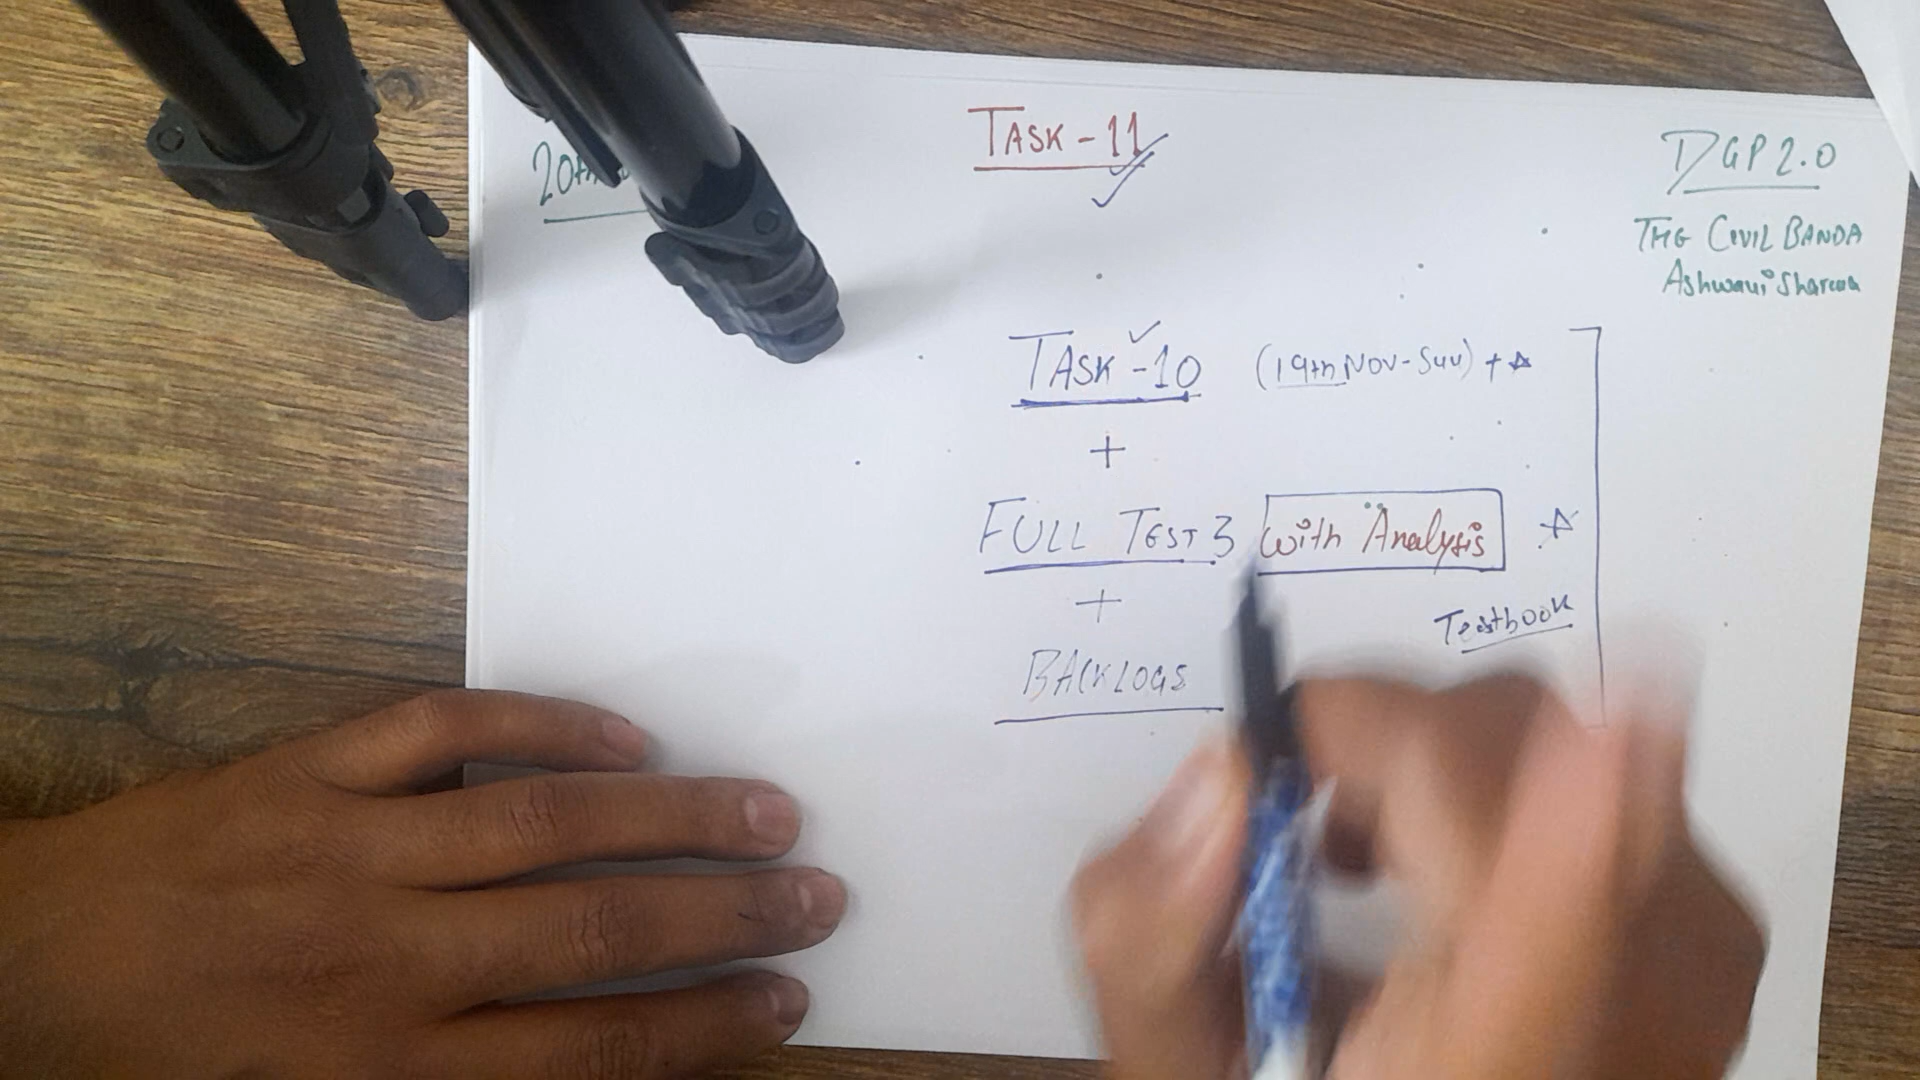 TASK-11
20th
DGP 2.0
THE CIVIL BANDA
Ashwani Sharma
TASK-10 (19th NOV-SUN) +
+
FULL TEST 3 with Analysis
+
Testbook
BACKLOGS